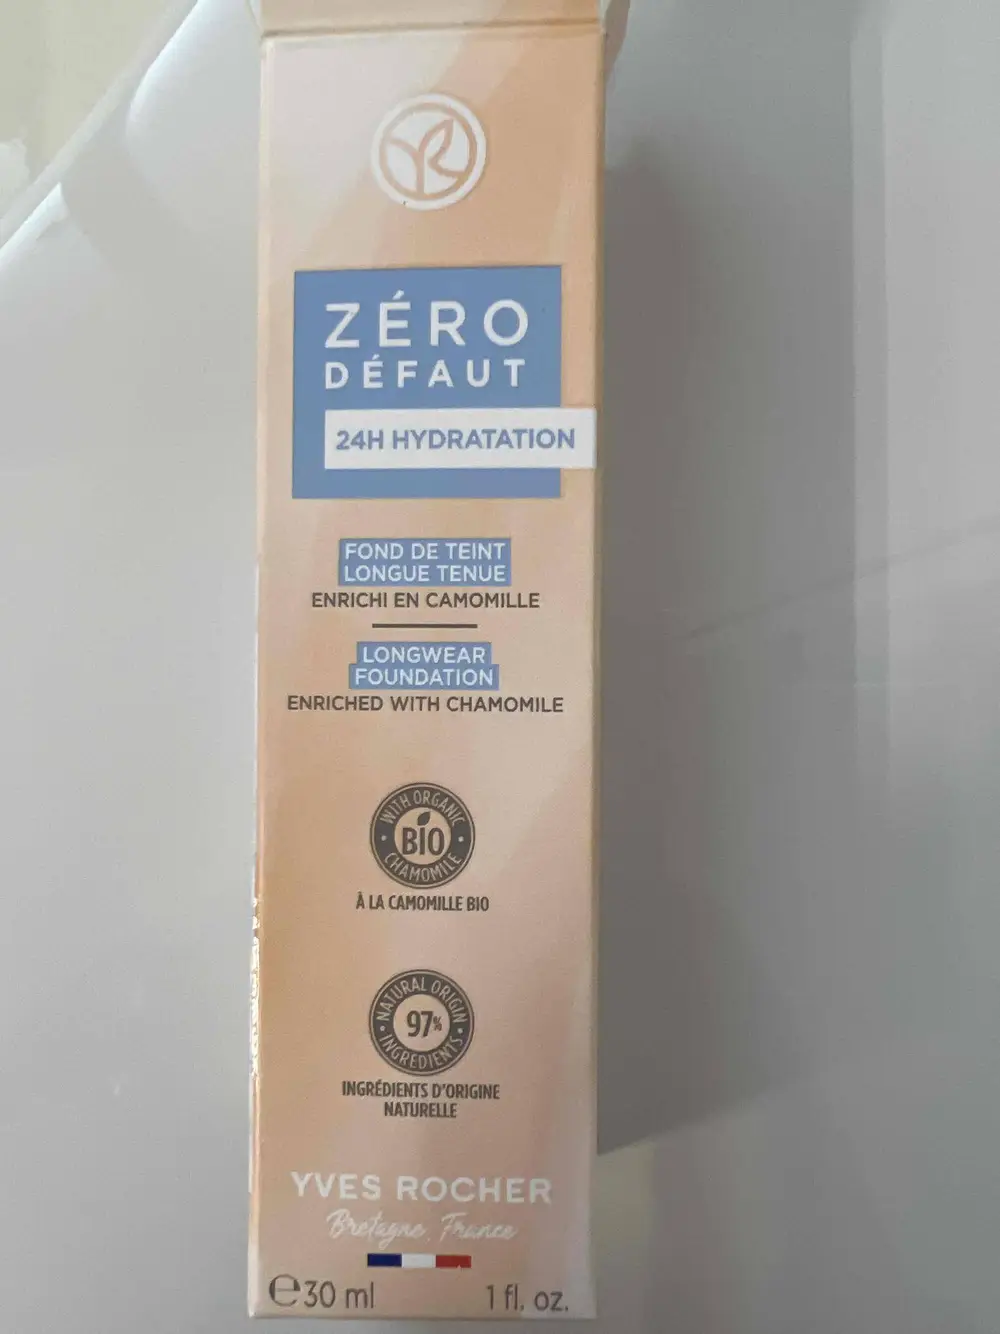 ZÉRO
DÉFAUT
24H HYDRATATION
FOND DE TEINT
LONGUE TENUE
ENRICHI EN CAMOMILLE
LONGWEAR
FOUNDATION
ENRICHED WITH CHAMOMILE
WITH ORGANIC
BIO
CHAMOMILE
À LA CAMOMILLE BIO
NATURAL ORIGIN
97%
INGREDIENTS
INGRÉDIENTS D'ORIGINE
NATURELLE
YVES ROCHER
Bretagne, France
℮30 ml 1 fl. oz.